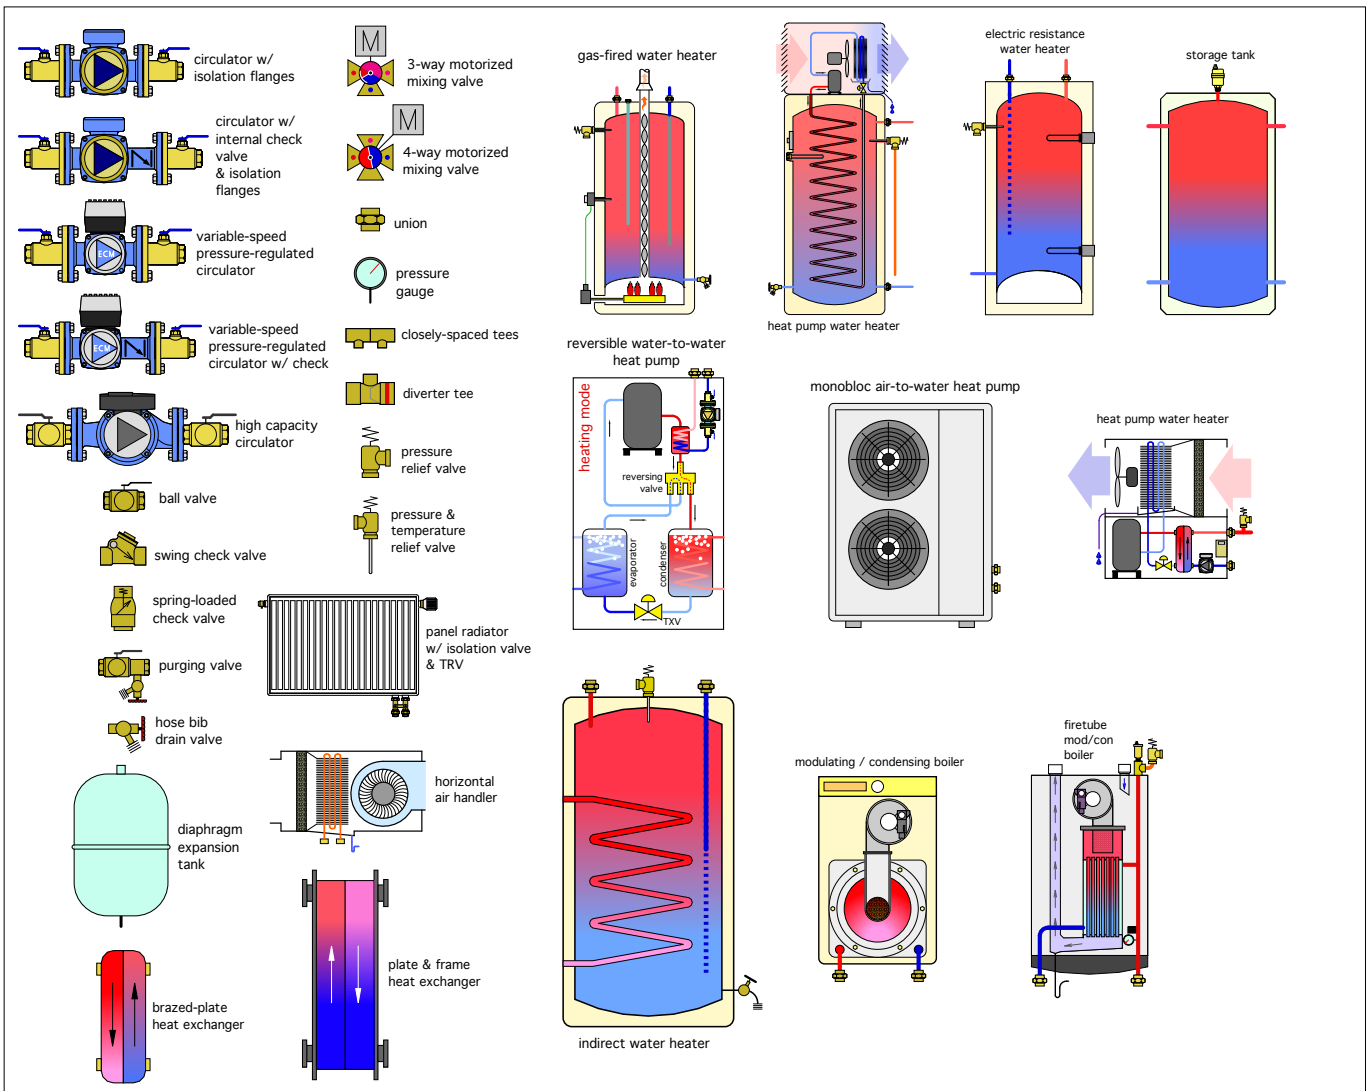 circulator w/
isolation flanges
circulator w/
internal check
valve
& isolation
flanges
ECM
variable-speed
pressure-regulated
circulator
ECM
variable-speed
pressure-regulated
circulator w/ check
high capacity
circulator
ball valve
swing check valve
spring-loaded
check valve
purging valve
hose bib
drain valve
diaphragm
expansion
tank
brazed-plate
heat exchanger
M
3-way motorized
mixing valve
M
4-way motorized
mixing valve
union
pressure
gauge
closely-spaced tees
diverter tee
pressure
relief valve
pressure &
temperature
relief valve
panel radiator
w/ isolation valve
& TRV
horizontal
air handler
plate & frame
heat exchanger
gas-fired water heater
heat pump water heater
electric resistance
water heater
storage tank
reversible water-to-water
heat pump
heating mode
reversing
valve
evaporator
condenser
TXV
monobloc air-to-water heat pump
heat pump water heater
indirect water heater
modulating / condensing boiler
firetube
mod/con
boiler